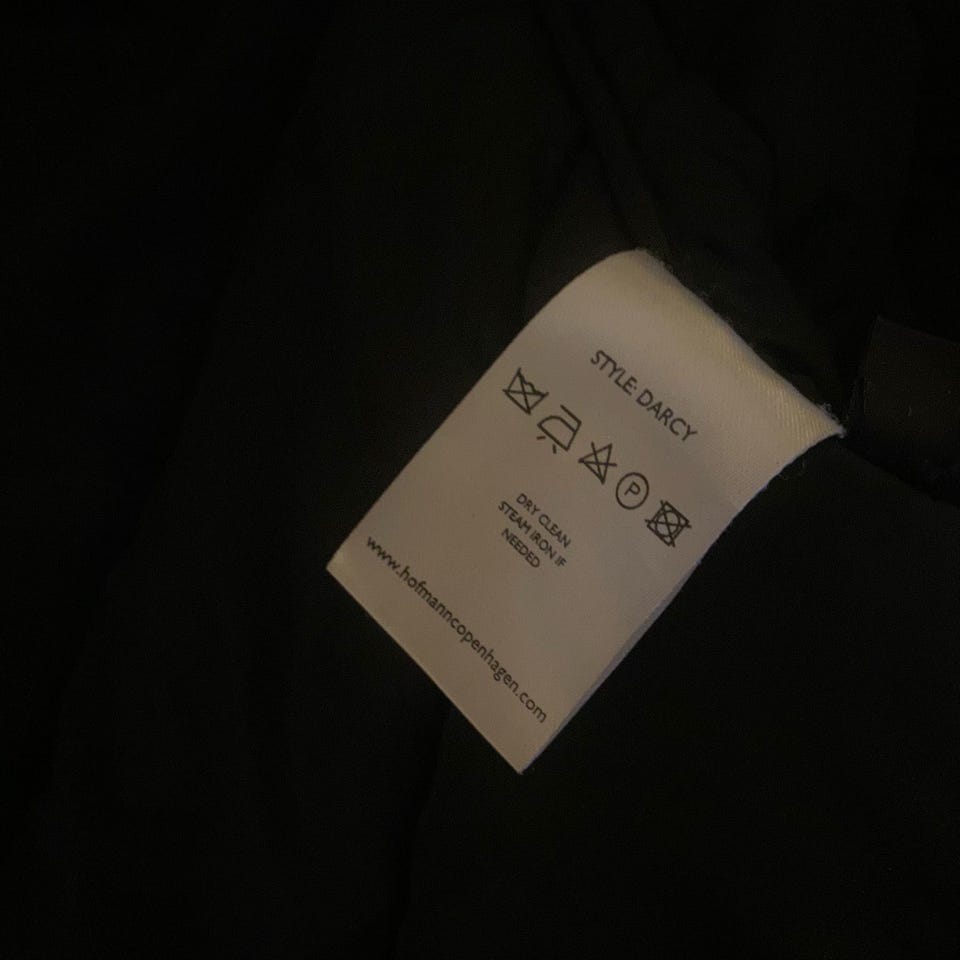 STYLE: DARCY
P
DRY CLEAN
STEAM IRON IF
NEEDED
www.hofmanncopenhagen.com